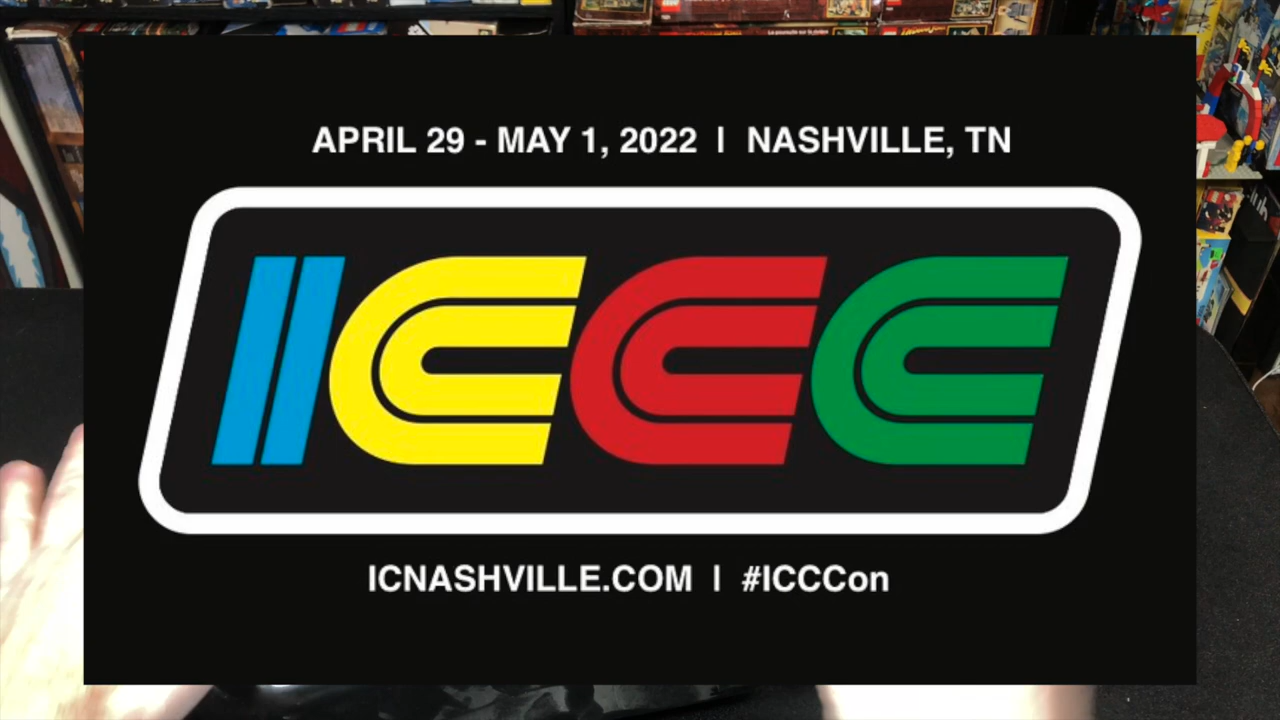 APRIL 29 - MAY 1, 2022 | NASHVILLE, TN
ICCC
ICNASHVILLE.COM | #ICCCon